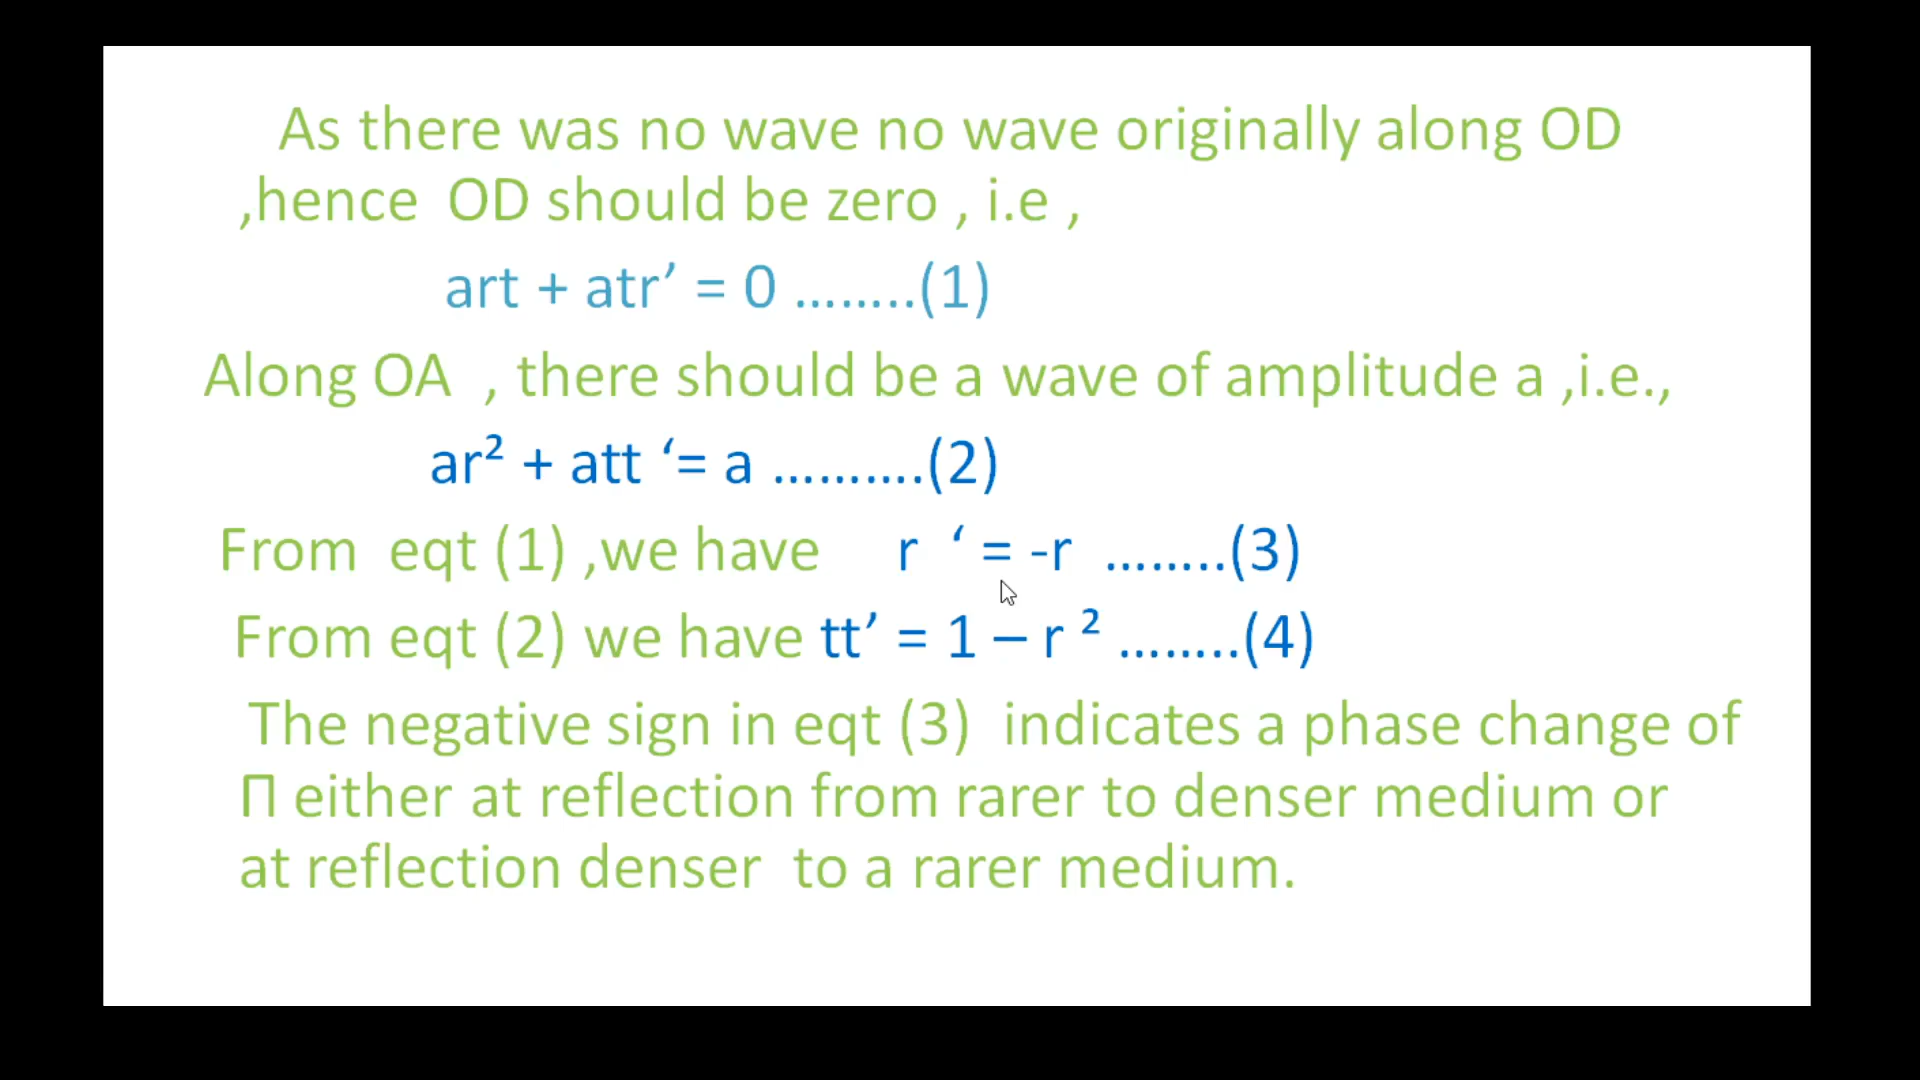 As there was no wave no wave originally along OD
,hence OD should be zero , i.e ,
art + atr’ = 0 ……..(1)
Along OA , there should be a wave of amplitude a ,i.e.,
ar² + att ‘= a ……….(2)
From eqt (1) ,we have r ‘ = -r ……..(3)
From eqt (2) we have tt’ = 1 – r ² ……..(4)
The negative sign in eqt (3) indicates a phase change of
Π either at reflection from rarer to denser medium or
at reflection denser to a rarer medium.